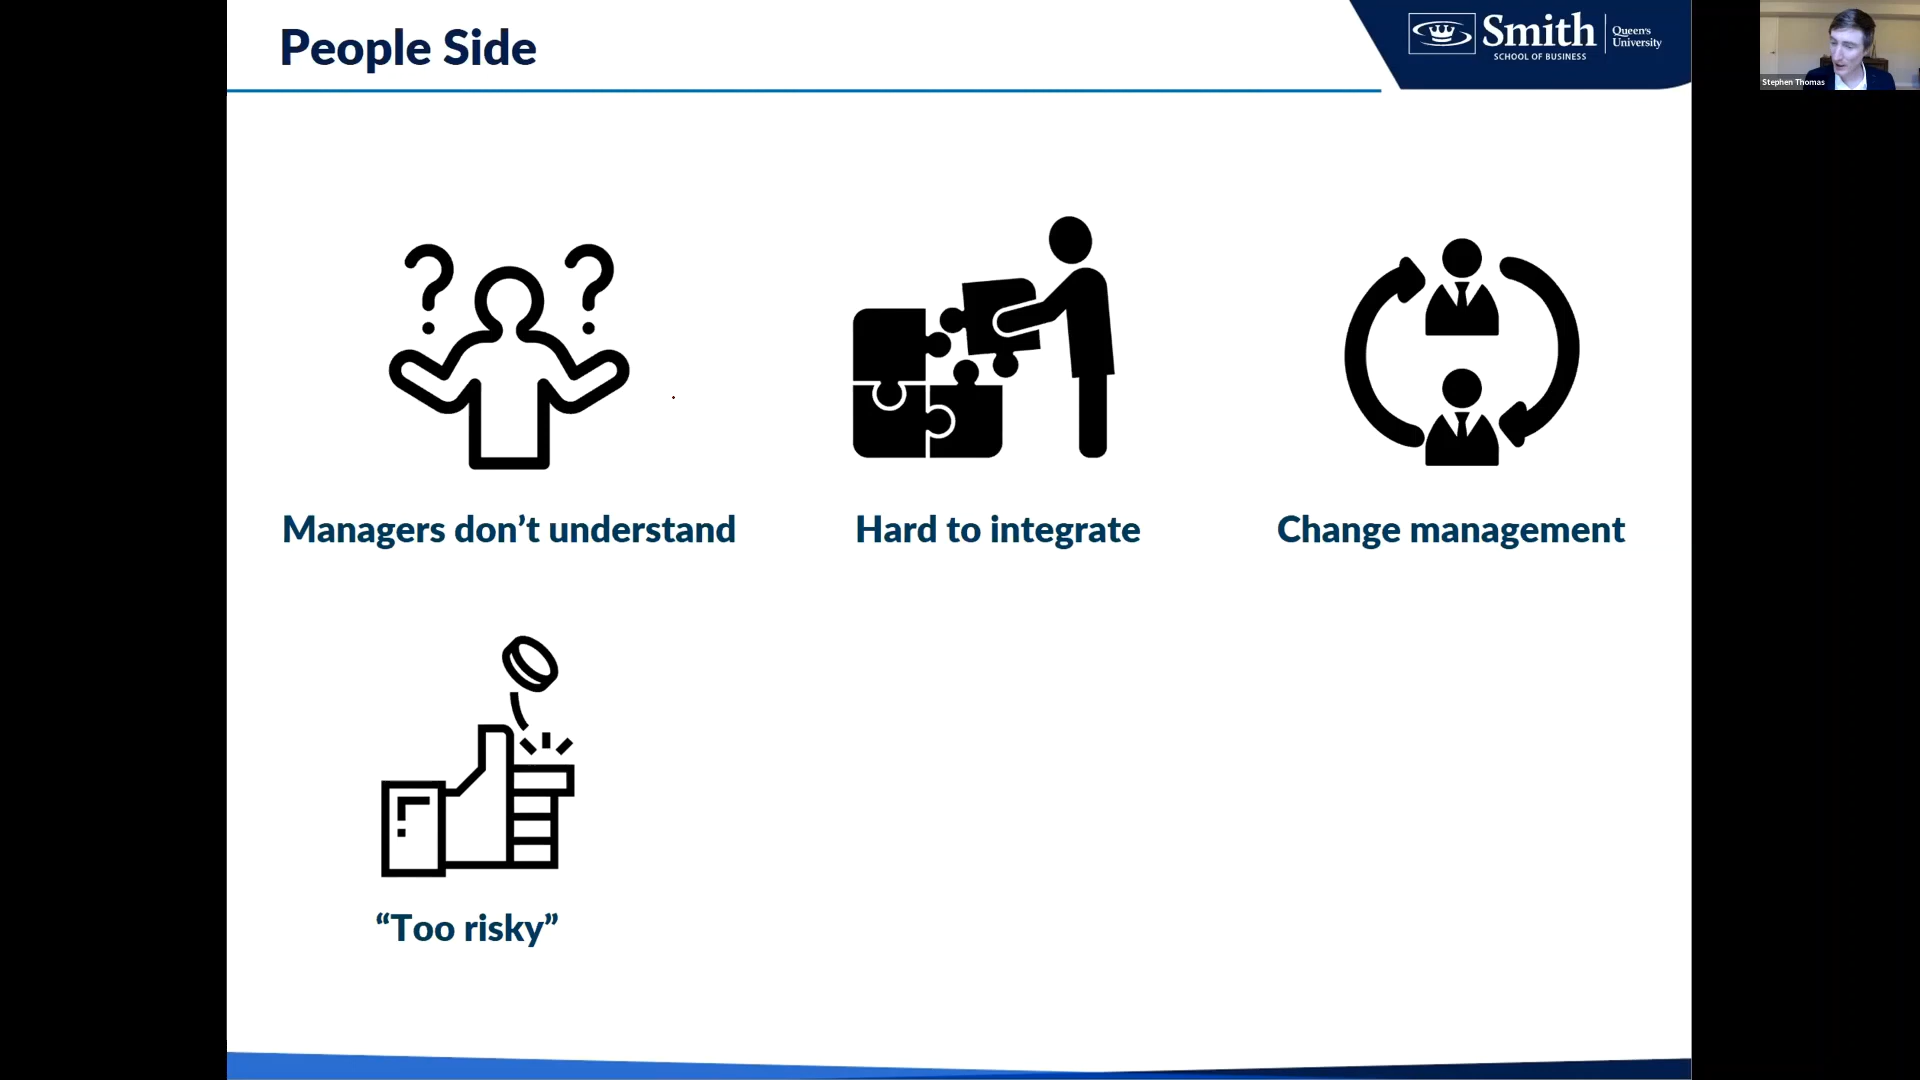 People Side
Smith
SCHOOL OF BUSINESS
Queen's
University
Stephen Thomas
Managers don’t understand
Hard to integrate
Change management
“Too risky”